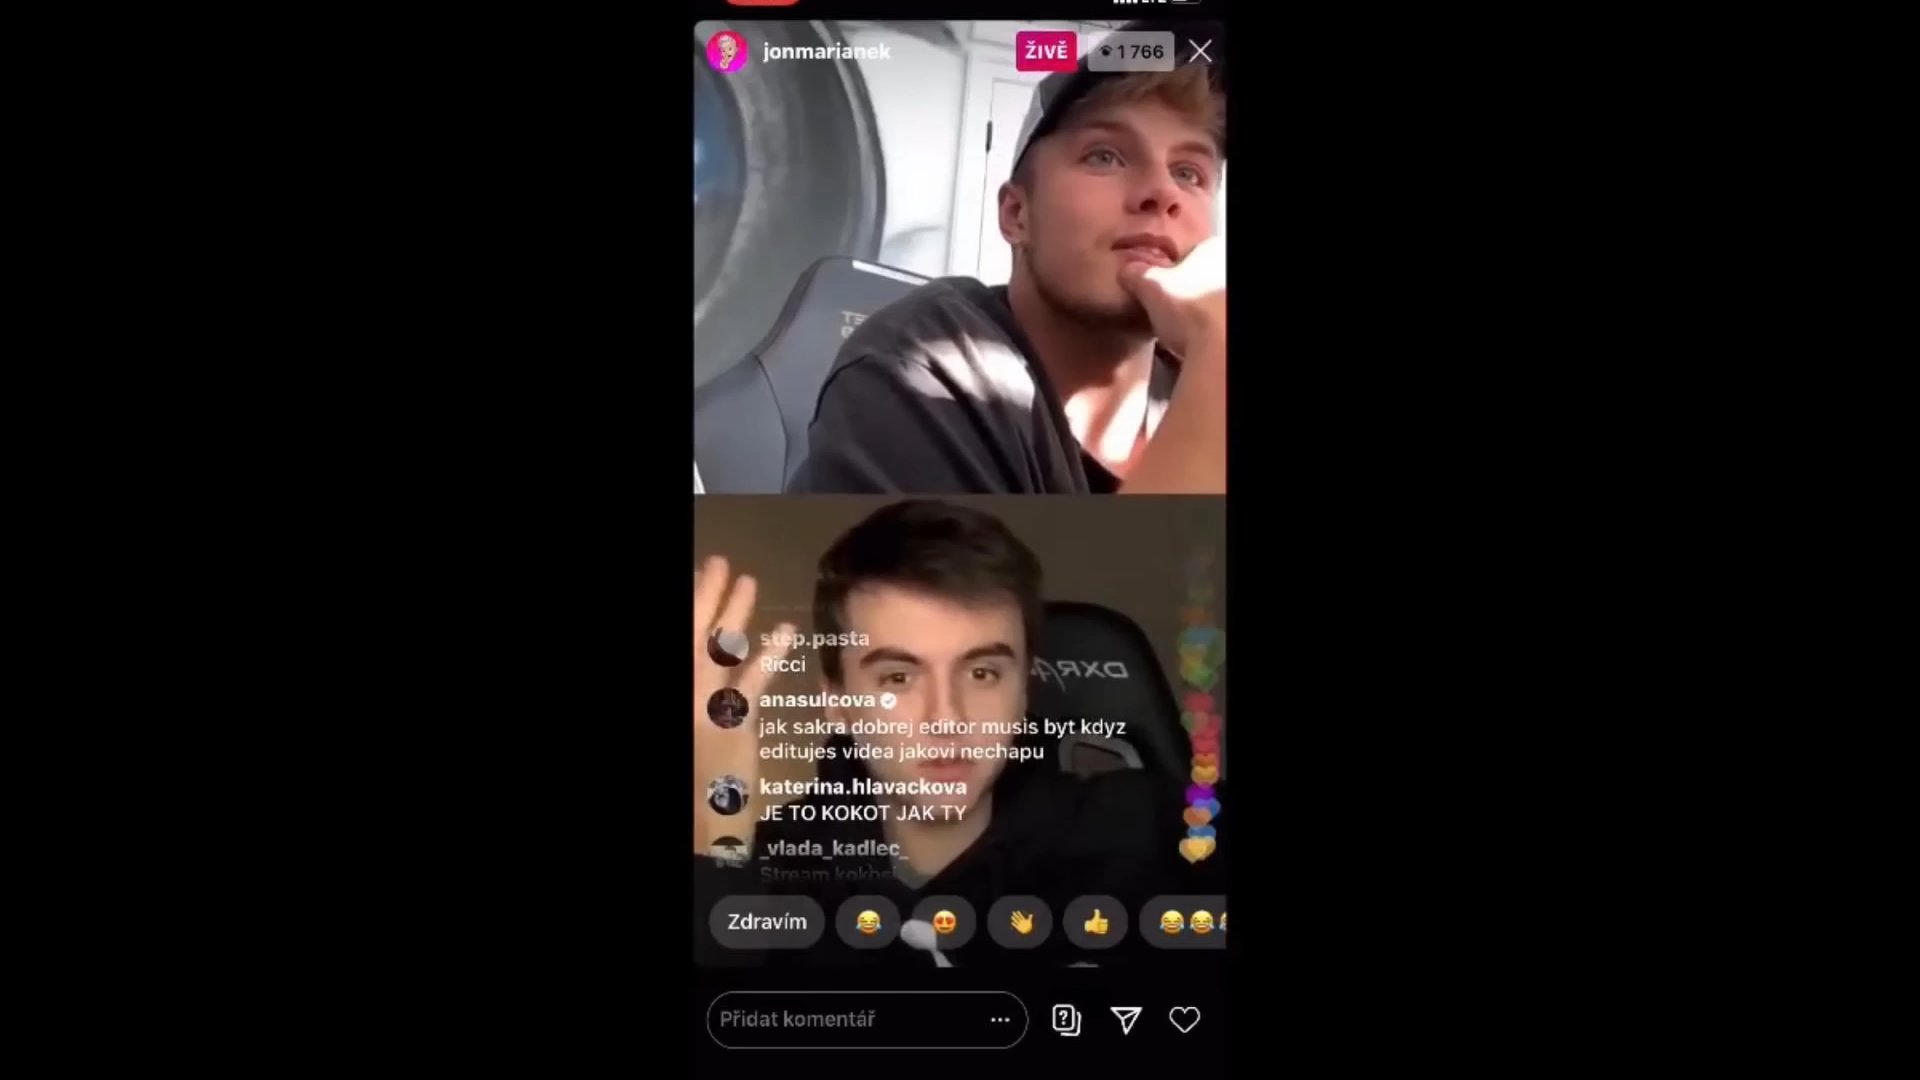 jonmarianek
ŽIVĚ
1 766
step.pasta
Ricci
anasulcova
jak sakra dobrej editor musis byt kdyz
editujes videa jakovi nechapu
katerina.hlavackova
JE TO KOKOT JAK TY
_vlada_kadlec_
Stream
Zdravím
Přidat komentář